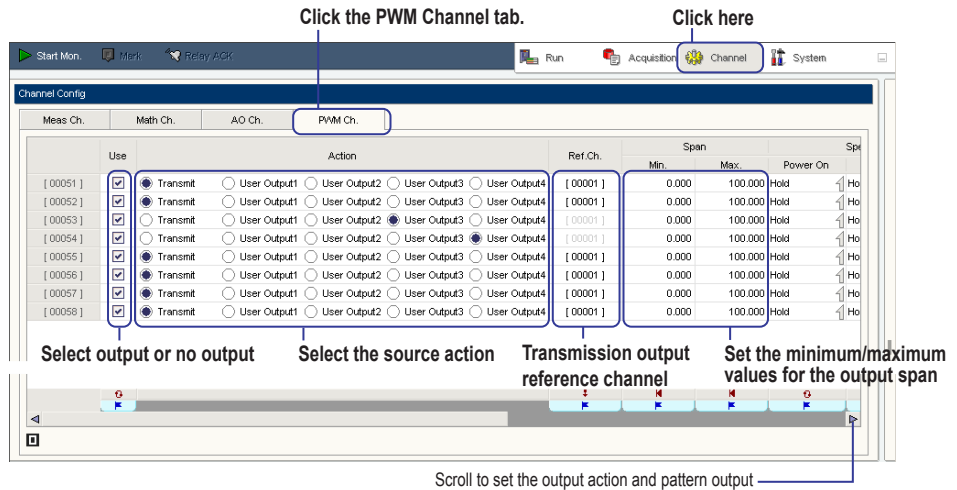 Click the PWM Channel tab.
Click here
Start Mon. Mark Relay ACK Run Acquisition Channel System
Channel Config
Meas Ch. Math Ch. AO Ch. PWM Ch.
Use Action Ref.Ch. Span Spe
Min. Max. Power On
[ 00051 ] Transmit User Output1 User Output2 User Output3 User Output4 [ 00001 ] 0.000 100.000 Hold Ho
[ 00052 ] Transmit User Output1 User Output2 User Output3 User Output4 [ 00001 ] 0.000 100.000 Hold Ho
[ 00053 ] Transmit User Output1 User Output2 User Output3 User Output4 [ 00001 ] 0.000 100.000 Hold Ho
[ 00054 ] Transmit User Output1 User Output2 User Output3 User Output4 [ 00001 ] 0.000 100.000 Hold Ho
[ 00055 ] Transmit User Output1 User Output2 User Output3 User Output4 [ 00001 ] 0.000 100.000 Hold Ho
[ 00056 ] Transmit User Output1 User Output2 User Output3 User Output4 [ 00001 ] 0.000 100.000 Hold Ho
[ 00057 ] Transmit User Output1 User Output2 User Output3 User Output4 [ 00001 ] 0.000 100.000 Hold Ho
[ 00058 ] Transmit User Output1 User Output2 User Output3 User Output4 [ 00001 ] 0.000 100.000 Hold Ho
Select output or no output
Select the source action
Transmission output
reference channel
Set the minimum/maximum
values for the output span
Scroll to set the output action and pattern output